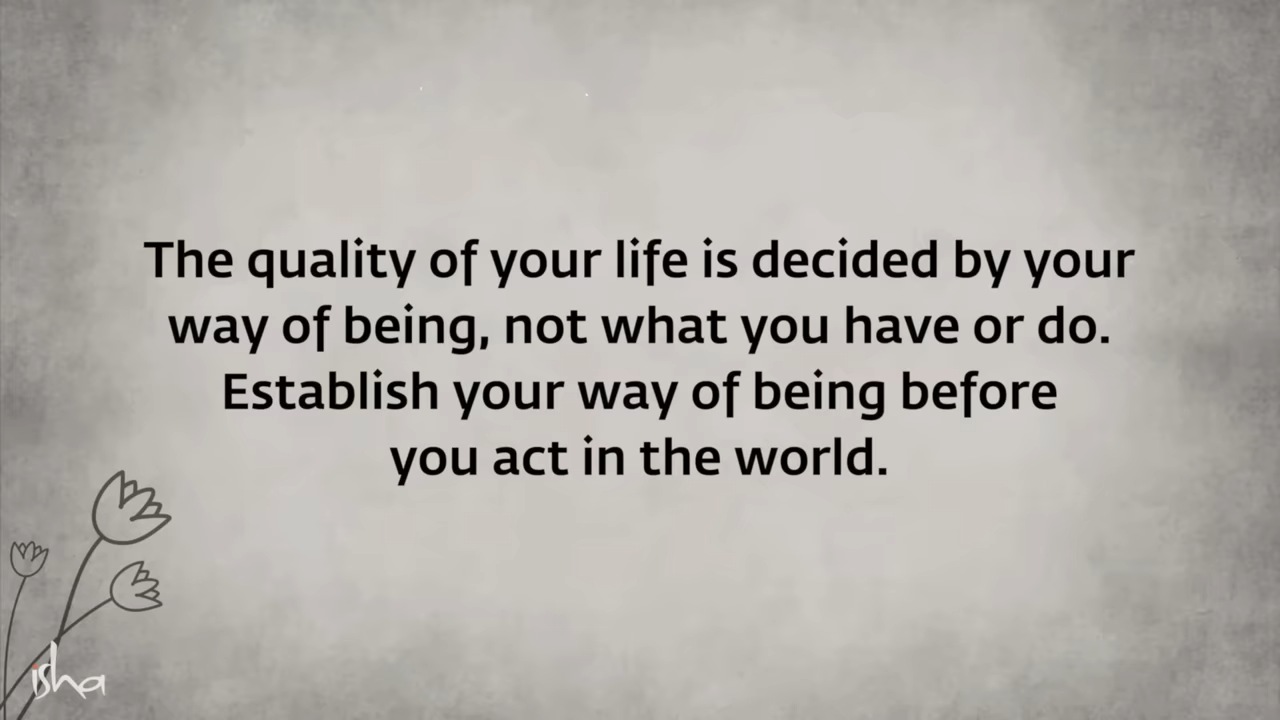 The quality of your life is decided by your
way of being, not what you have or do.
Establish your way of being before
you act in the world.
isha